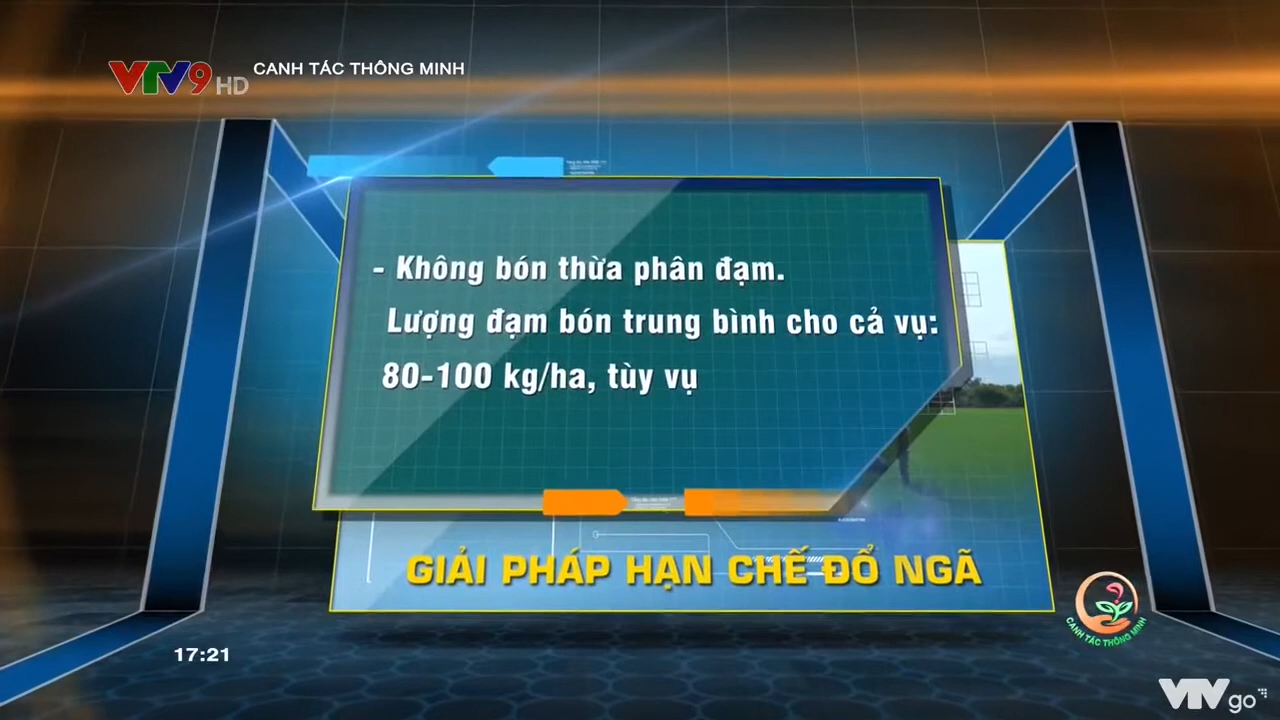 VTV9 HD
CANH TÁC THÔNG MINH
- Không bón thừa phân đạm.
Lượng đạm bón trung bình cho cả vụ:
80-100 kg/ha, tùy vụ
GIẢI PHÁP HẠN CHẾ ĐỔ NGÃ
CANH TÁC THÔNG MINH
17:21
VTV go